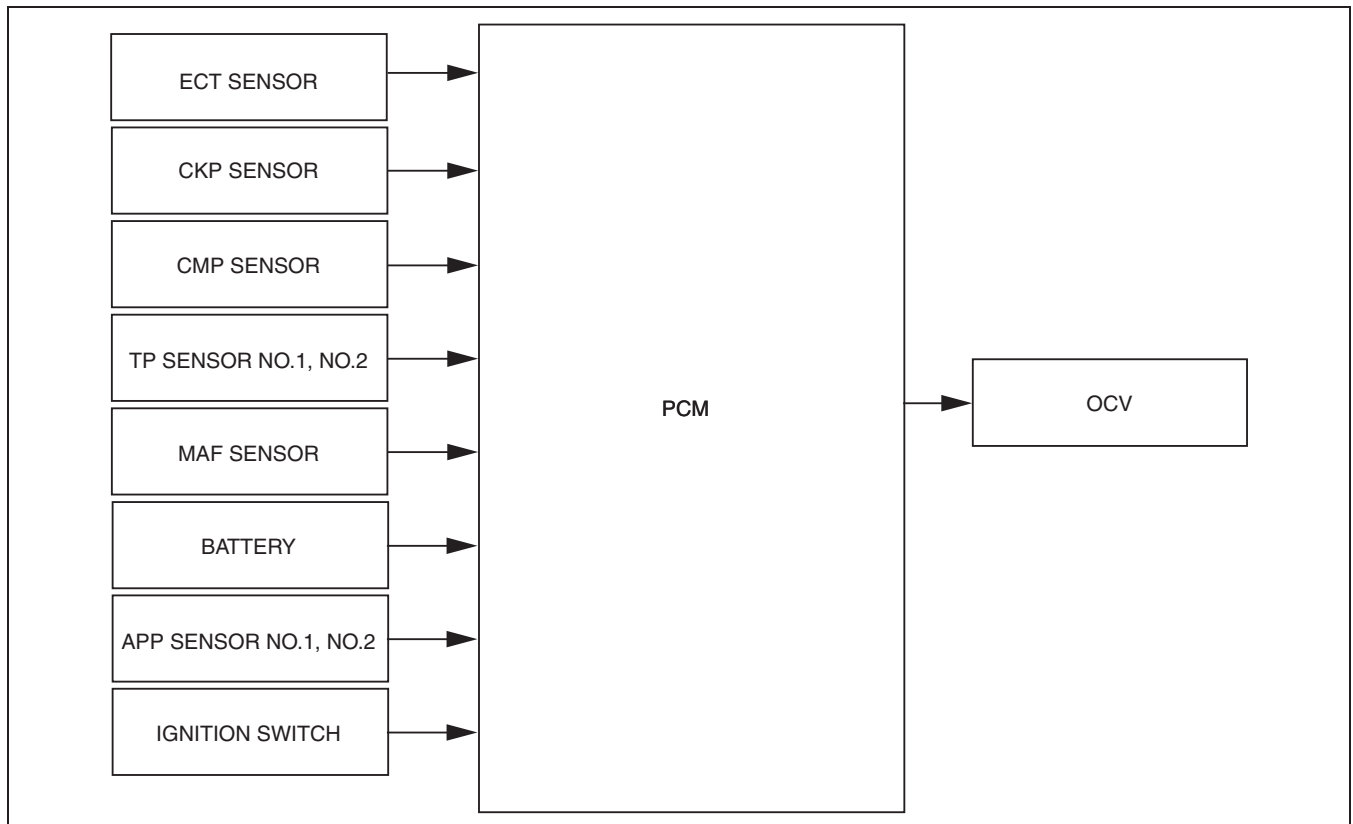 ECT SENSOR
CKP SENSOR
CMP SENSOR
TP SENSOR NO.1, NO.2
MAF SENSOR
BATTERY
APP SENSOR NO.1, NO.2
IGNITION SWITCH
PCM
OCV